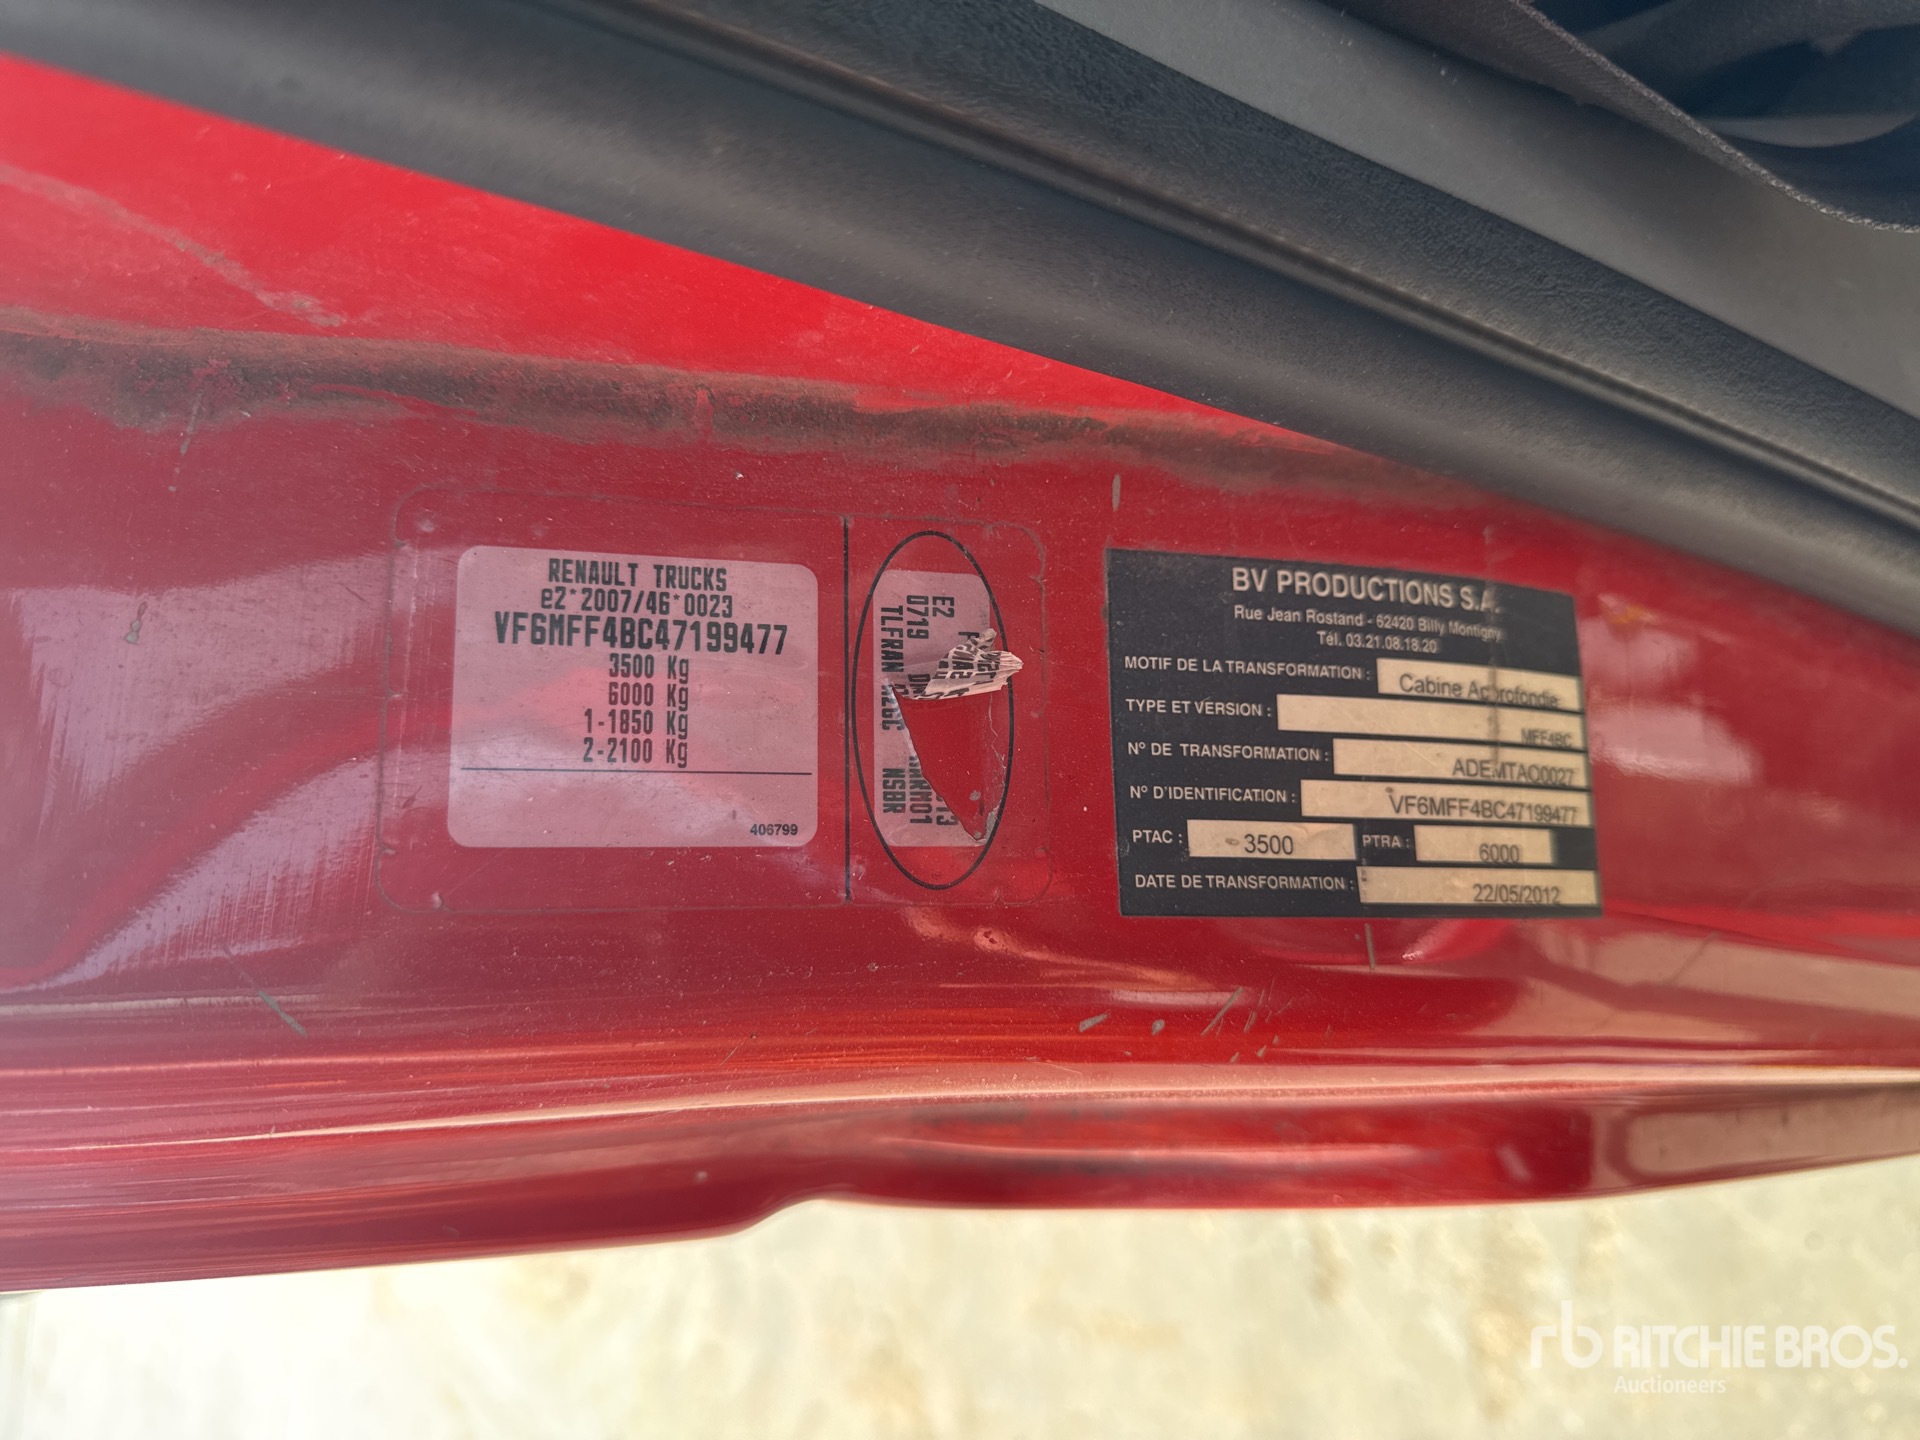 RENAULT TRUCKS
e2*2007/46*0023
VF6MFF4BC47199477
3500 Kg
6000 Kg
1-1850 Kg
2-2100 Kg
406799
E2
0719
TLFRAN
NSBR
BV PRODUCTIONS S.A.
Rue Jean Rostand - 62420 Billy Montigny
Tél. 03.21.08.18.20
MOTIF DE LA TRANSFORMATION : Cabine Approfondie
TYPE ET VERSION : MFF4BC
N° DE TRANSFORMATION : ADEMTAO0027
N° D'IDENTIFICATION : VF6MFF4BC47199477
PTAC : 3500 PTRA : 6000
DATE DE TRANSFORMATION : 22/05/2012
rb RITCHIE BROS.
Auctioneers